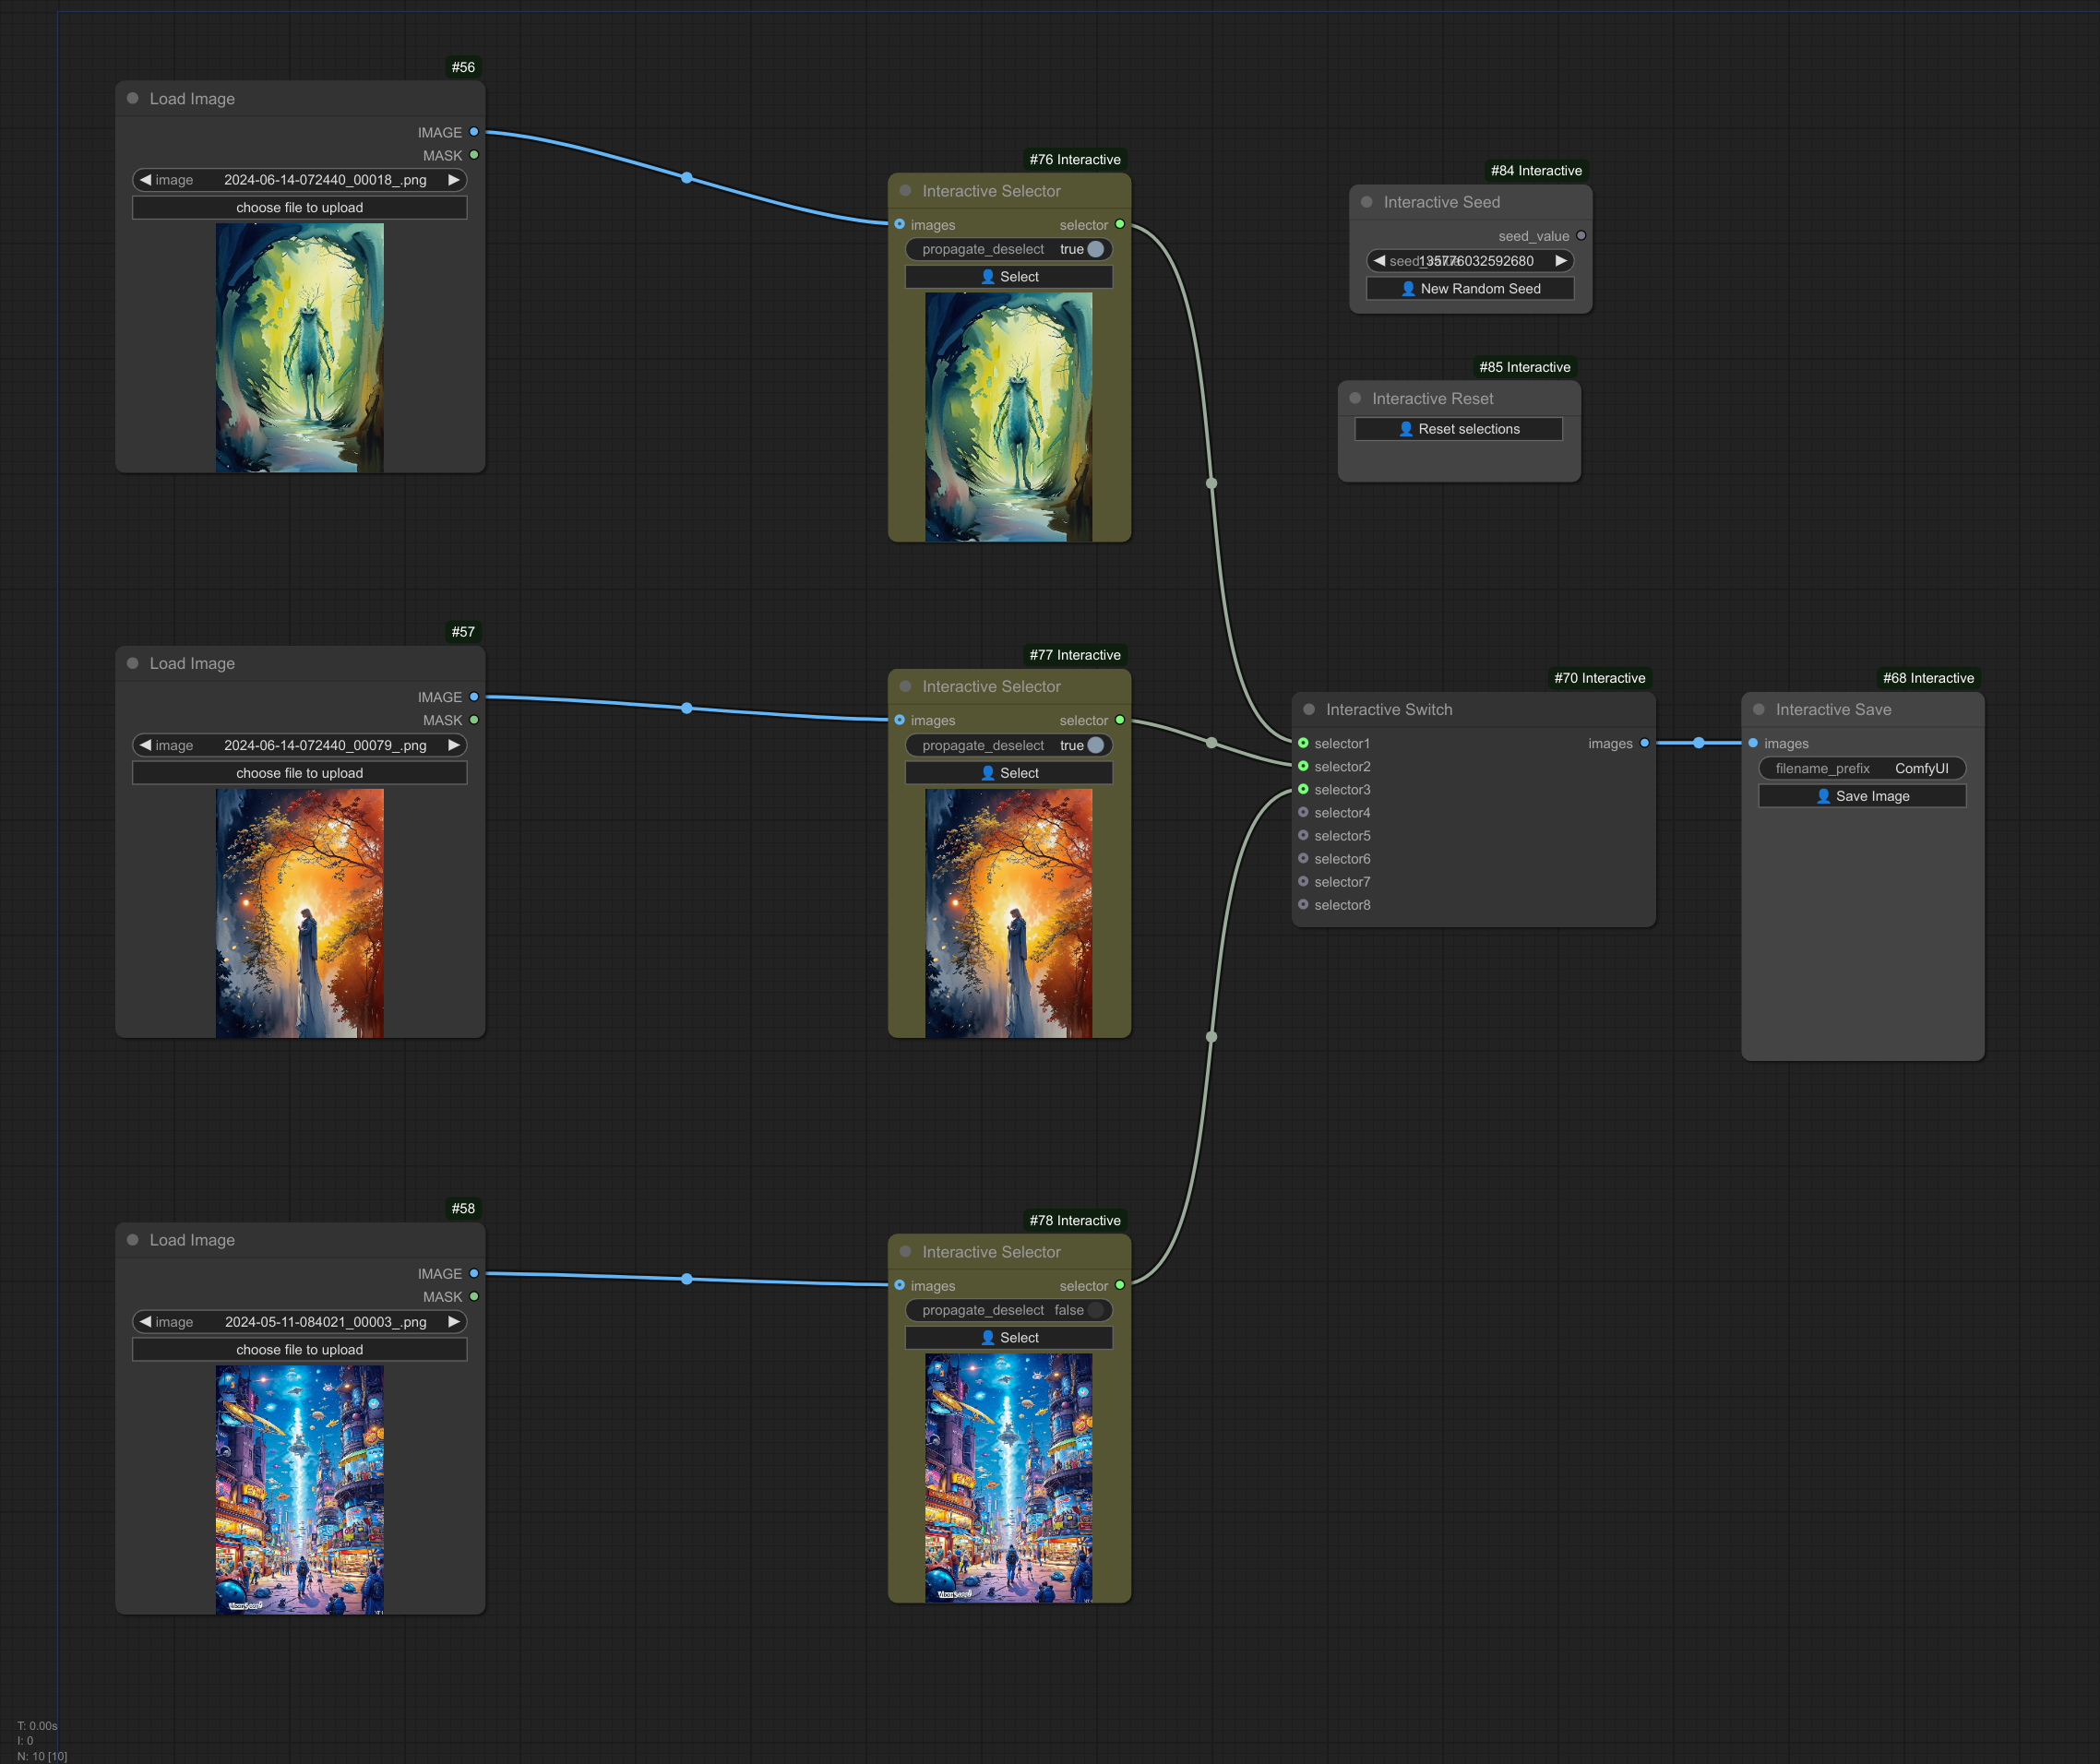 #56
Load Image
IMAGE
MASK
image 2024-06-14-072440_00018_.png
choose file to upload
#76 Interactive
Interactive Selector
images selector
propagate_deselect true
Select
#84 Interactive
Interactive Seed
seed_value
135776032592680
New Random Seed
#85 Interactive
Interactive Reset
Reset selections
#57
Load Image
IMAGE
MASK
image 2024-06-14-072440_00079_.png
choose file to upload
#77 Interactive
Interactive Selector
images selector
propagate_deselect true
Select
#70 Interactive
Interactive Switch
selector1 images
selector2
selector3
selector4
selector5
selector6
selector7
selector8
#68 Interactive
Interactive Save
images
filename_prefix ComfyUI
Save Image
#58
Load Image
IMAGE
MASK
image 2024-05-11-084021_00003_.png
choose file to upload
#78 Interactive
Interactive Selector
images selector
propagate_deselect false
Select
T: 0.00s
I: 0
N: 10 [10]